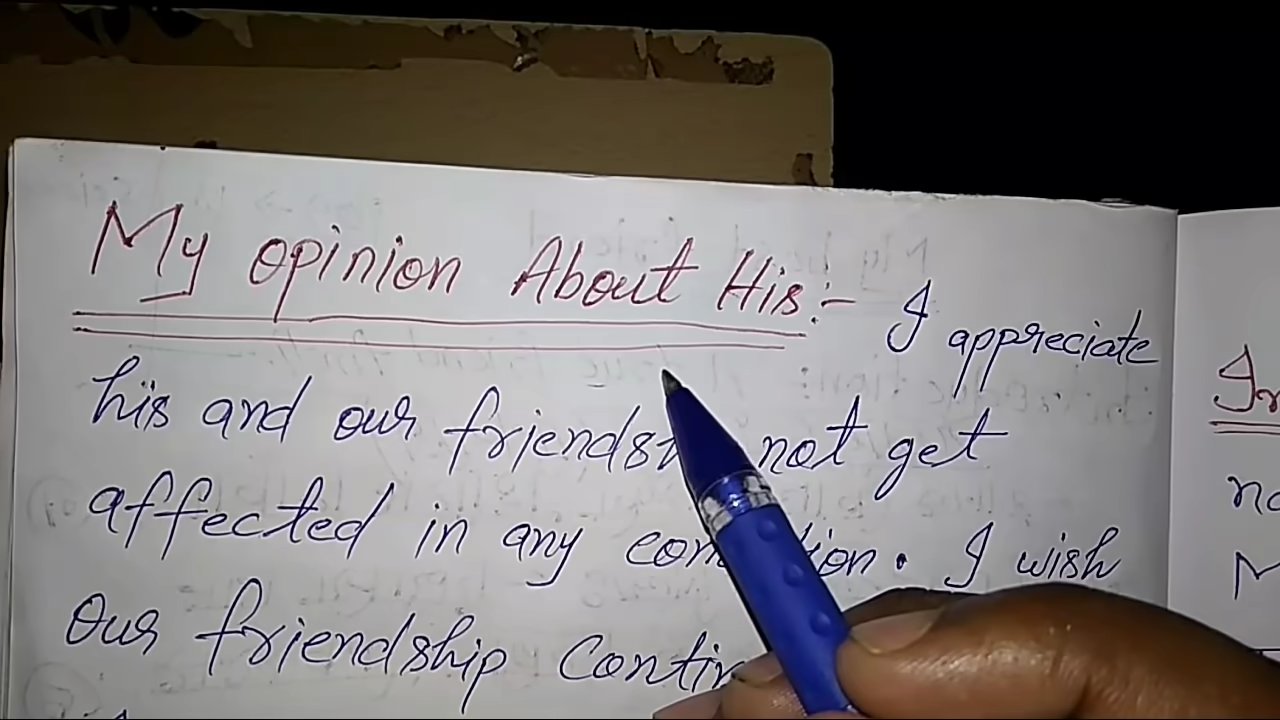 My opinion About His:- I appreciate
his and our not get
affected in any I wish
our friendship